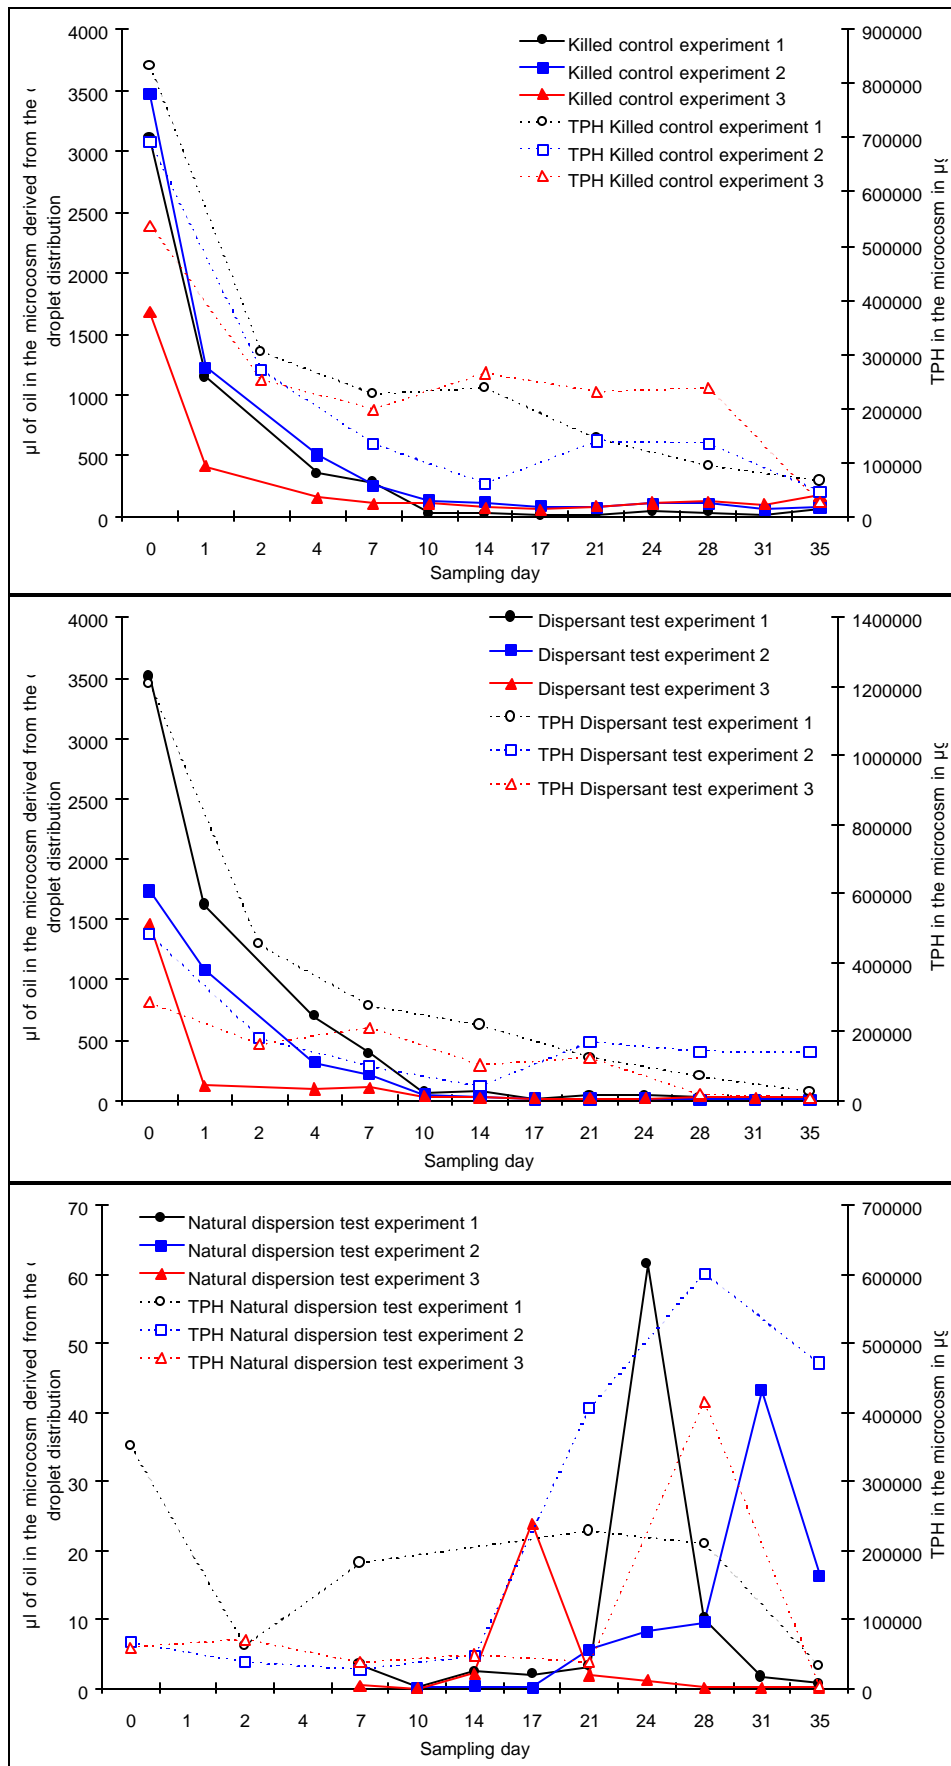 4000
3500
3000
2500
2000
1500
1000
500
0
µl of oil in the microcosm derived from the
droplet distribution
Killed control experiment 1
Killed control experiment 2
Killed control experiment 3
TPH Killed control experiment 1
TPH Killed control experiment 2
TPH Killed control experiment 3
900000
800000
700000
600000
500000
400000
300000
200000
100000
0
TPH in the microcosm in
0 1 2 4 7 10 14 17 21 24 28 31 35
Sampling day
4000
3500
3000
2500
2000
1500
1000
500
0
µl of oil in the microcosm derived from the
droplet distribution
Dispersant test experiment 1
Dispersant test experiment 2
Dispersant test experiment 3
TPH Dispersant test experiment 1
TPH Dispersant test experiment 2
TPH Dispersant test experiment 3
1400000
1200000
1000000
800000
600000
400000
200000
0
TPH in the microcosm in
0 1 2 4 7 10 14 17 21 24 28 31 35
Sampling day
70
60
50
40
30
20
10
0
µl of oil in the microcosm derived from the
droplet distribution
Natural dispersion test experiment 1
Natural dispersion test experiment 2
Natural dispersion test experiment 3
TPH Natural dispersion test experiment 1
TPH Natural dispersion test experiment 2
TPH Natural dispersion test experiment 3
700000
600000
500000
400000
300000
200000
100000
0
TPH in the microcosm in
0 1 2 4 7 10 14 17 21 24 28 31 35
Sampling day